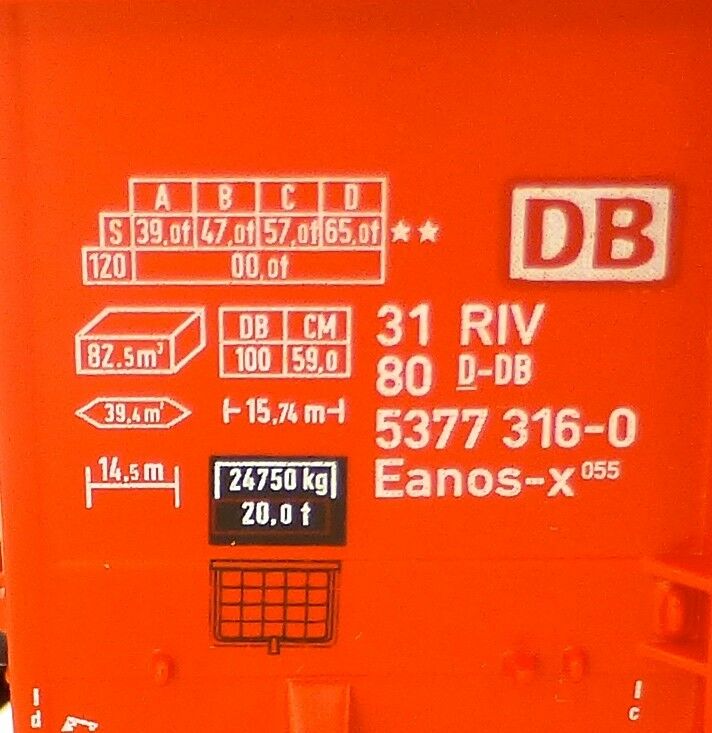 A B C D
S 39,0t 47,0t 57,0t 65,0t ★★
120 00,0t
DB
82.5m³
DB CM
100 59,0
31 RIV
80 D-DB
39,4m²
15,74 m
5377 316-0
14,5 m
24750 kg
20,0 t
Eanos-x 055
d
c